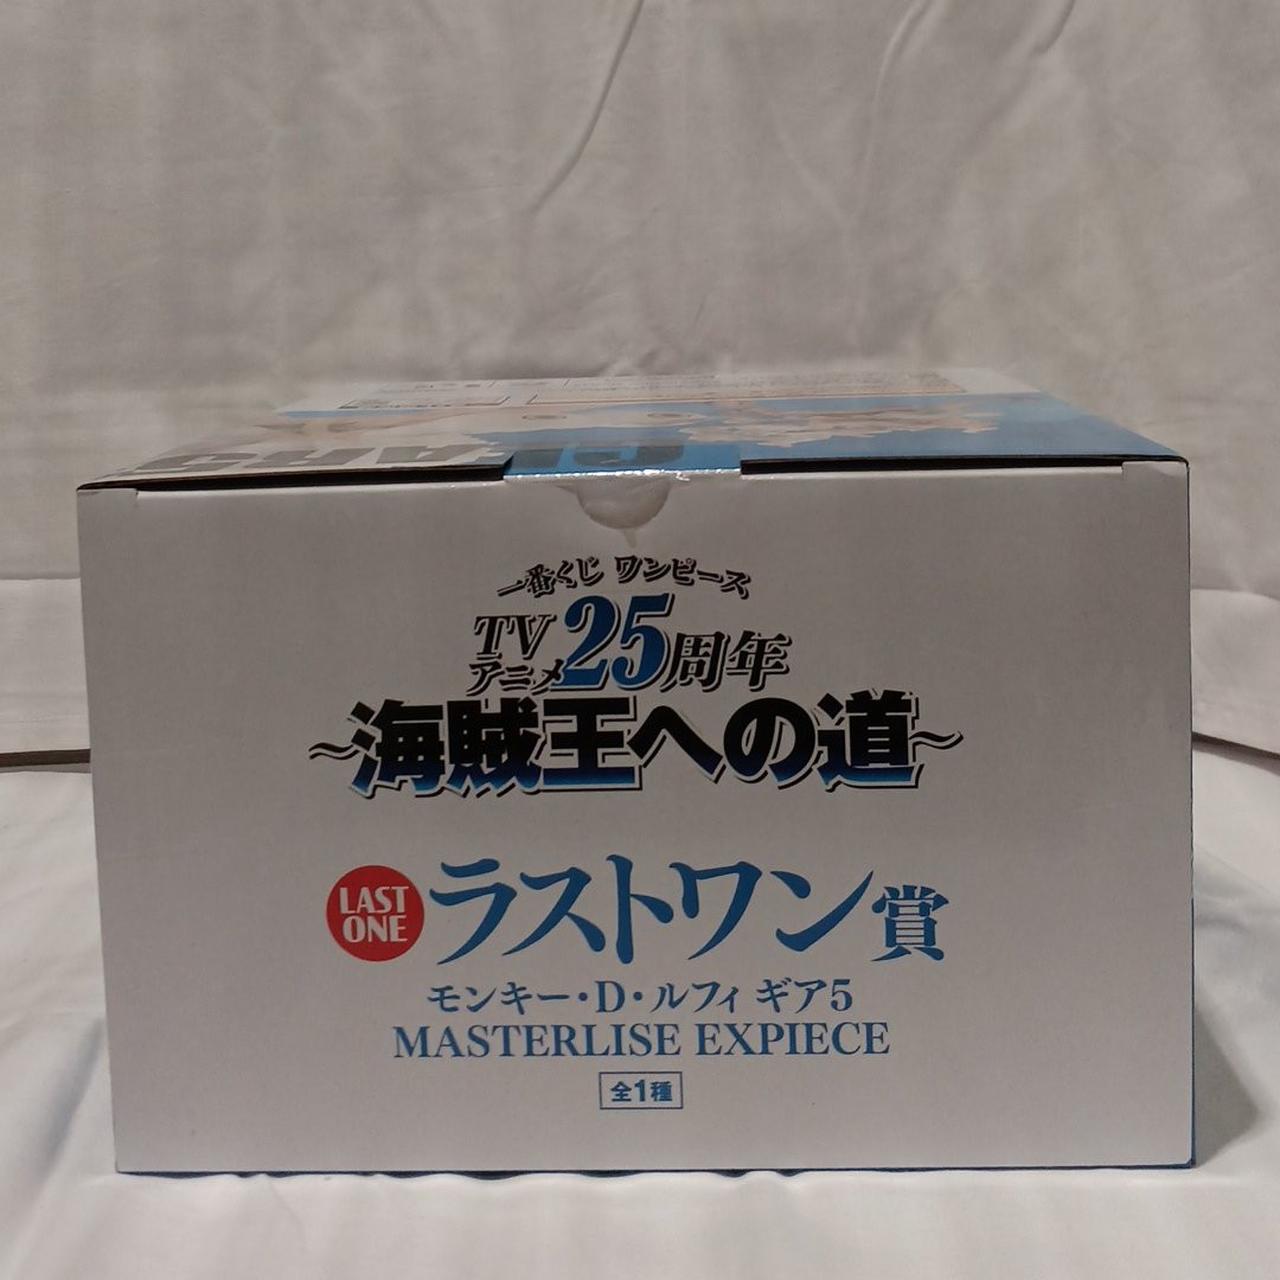 一番くじ ワンピース
TVアニメ25周年
～海賊王への道～
LAST ONE
ラストワン賞
モンキー・D・ルフィ ギア5
MASTERLISE EXPIECE
全1種